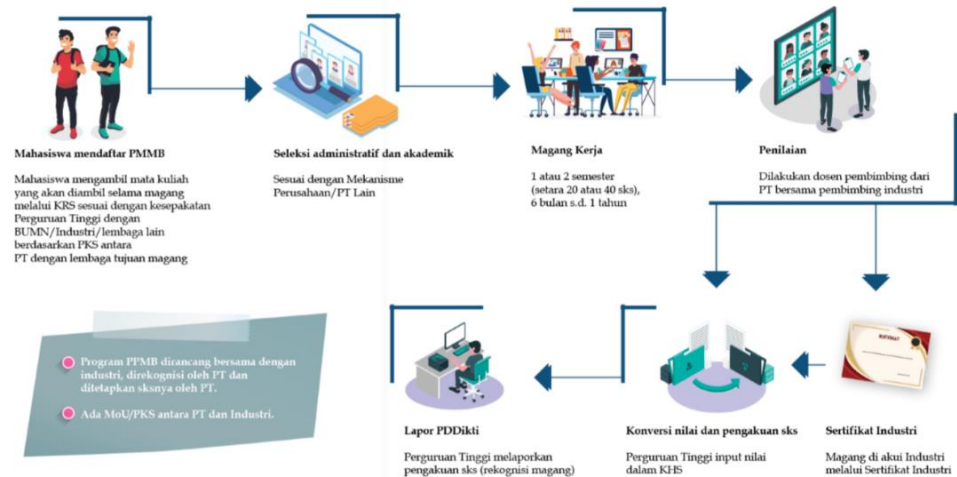 Mahasiswa mendaftar PMMB
Mahasiswa mengambil mata kuliah
yang akan diambil selama magang
melalui KRS sesuai dengan kesepakatan
Perguruan Tinggi dengan
BUMN/Industri/lembaga lain
berdasarkan PKS antara
PT dengan lembaga tujuan magang
Seleksi administratif dan akademik
Sesuai dengan Mekanisme
Perusahaan/PT Lain
Magang Kerja
1 atau 2 semester
(setara 20 atau 40 sks),
6 bulan s.d. 1 tahun
Penilaian
Dilakukan dosen pembimbing dari
PT bersama pembimbing industri
Program PPMB dirancang bersama dengan
industri, direkognisi oleh PT dan
ditetapkan sksnya oleh PT.
Ada MoU/PKS antara PT dan Industri.
Lapor PDDikti
Perguruan Tinggi melaporkan
pengakuan sks (rekognisi magang)
Konversi nilai dan pengakuan sks
Perguruan Tinggi input nilai
dalam KHS
Sertifikat Industri
Magang di akui Industri
melalui Sertifikat Industri